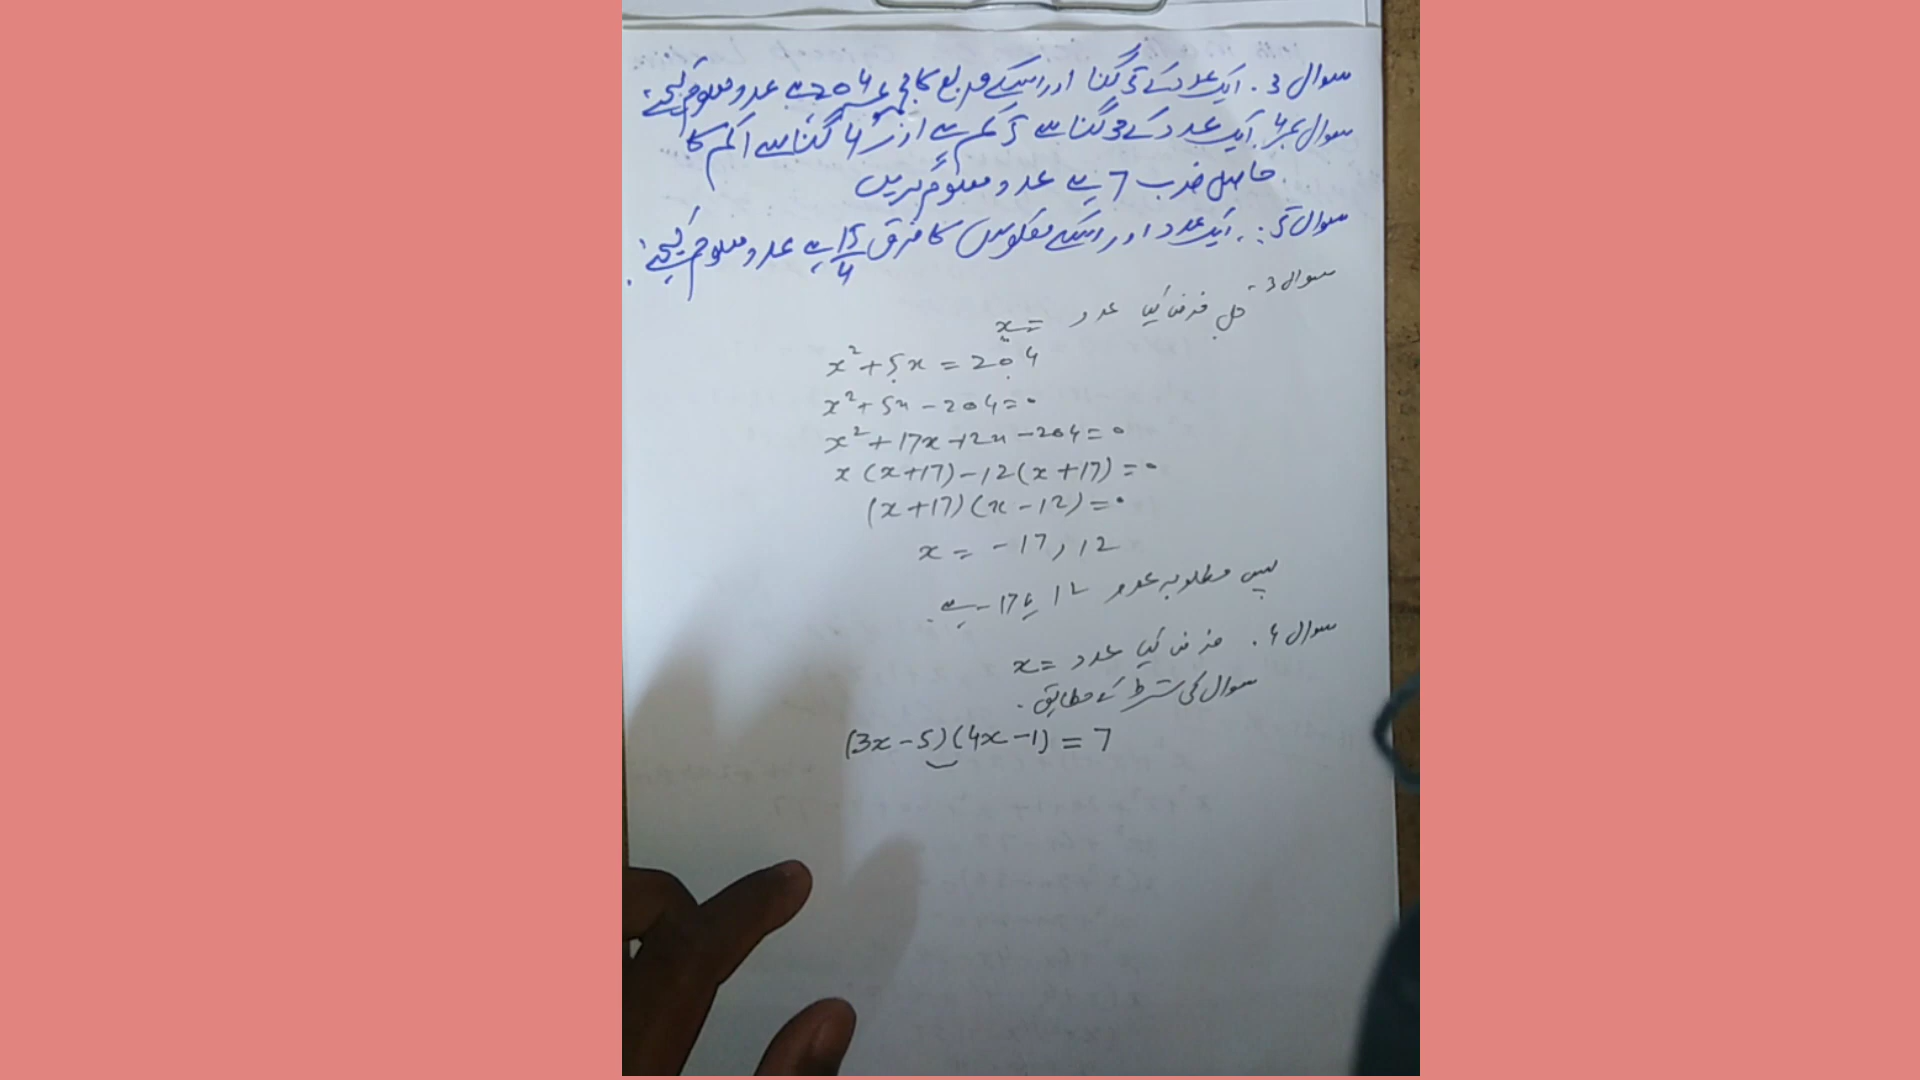 سوال 3. ایک عدد کے 5 گنا اور اسکے مربع کا مجموعہ 204 ہے عدد معلوم کیجئے
سوال نمبر 4. ایک عدد کے 3 گنا سے 5 کم ہے اور 4 گنا سے 1 کم کا
حاصل ضرب 7 ہے عدد معلوم کریں
سوال 5: ایک عدد اور اسکے معکوس کا فرق 15/4 ہے عدد معلوم کیجئے
سوال 3-
حل فرض کیا عدد = x
x² + 5x = 204
x² + 5x - 204 = 0
x² + 17x - 12x - 204 = 0
x (x+17) - 12 (x+17) = 0
(x+17) (x-12) = 0
x = -17, 12
پس مطلوبہ عدد 12 یا 17- ہے
سوال 4. فرض کیا عدد = x
سوال کی شرط کے مطابق.
(3x-5)(4x-1) = 7